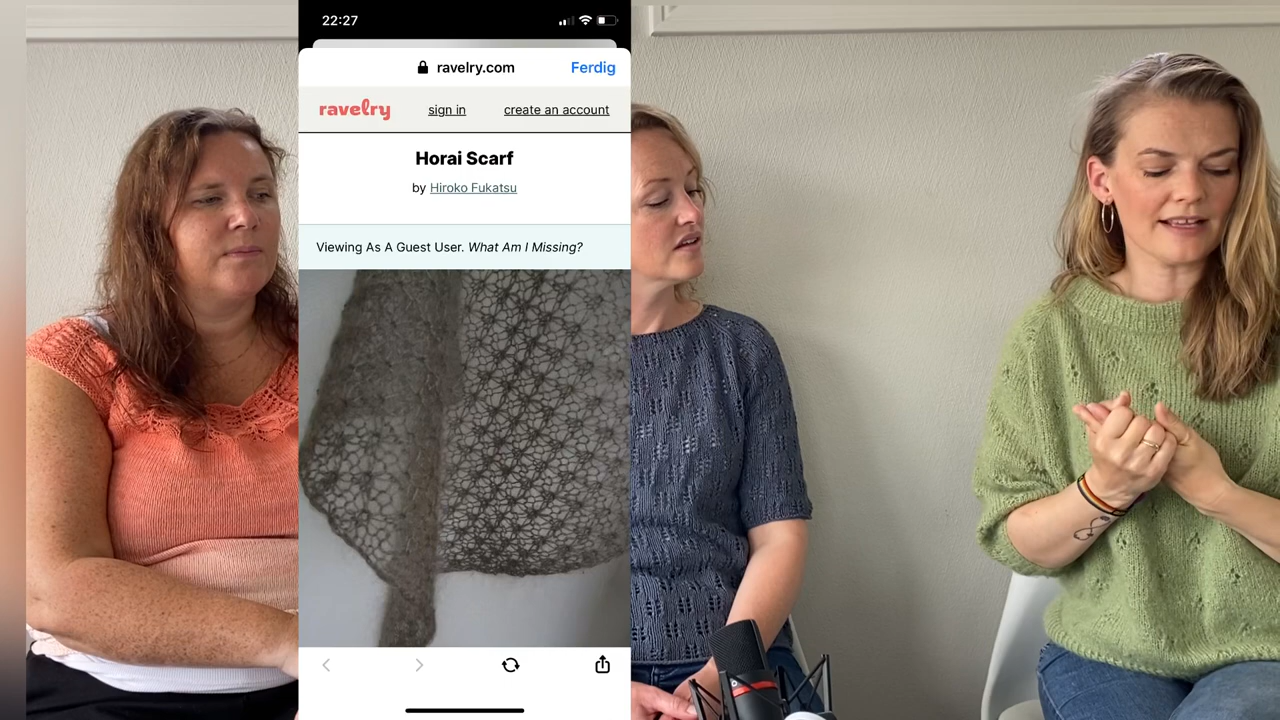 22:27
ravelry.com
Ferdig
ravelry
sign in
create an account
Horai Scarf
by Hiroko Fukatsu
Viewing As A Guest User. What Am I Missing?